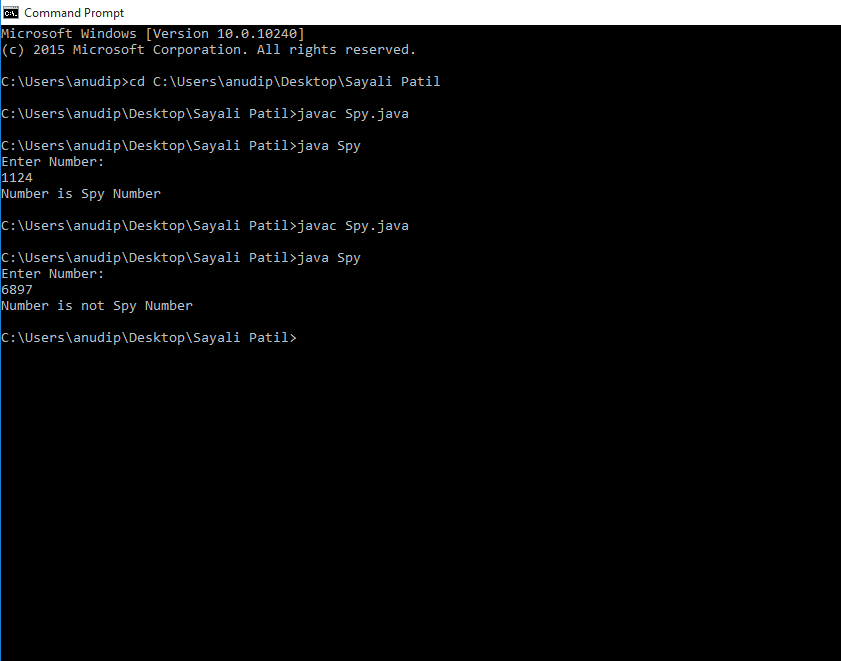 Command Prompt
Microsoft Windows [Version 10.0.10240]
(c) 2015 Microsoft Corporation. All rights reserved.
C:\Users\anudip>cd C:\Users\anudip\Desktop\Sayali Patil
C:\Users\anudip\Desktop\Sayali Patil>javac Spy.java
C:\Users\anudip\Desktop\Sayali Patil>java Spy
Enter Number:
1124
Number is Spy Number
C:\Users\anudip\Desktop\Sayali Patil>javac Spy.java
C:\Users\anudip\Desktop\Sayali Patil>java Spy
Enter Number:
6897
Number is not Spy Number
C:\Users\anudip\Desktop\Sayali Patil>